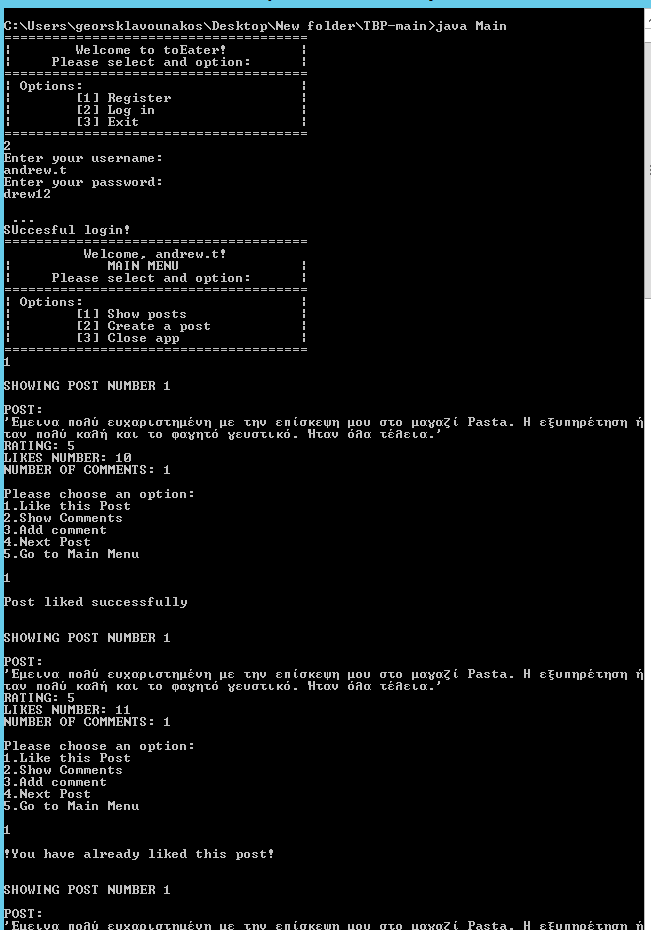 C:\Users\georsklavounakos\Desktop\New folder\TBP-main>java Main
======================================
¦        Welcome to toEater!         ¦
¦     Please select and option:      ¦
======================================
¦ Options:                           ¦
¦        [1] Register                ¦
¦        [2] Log in                  ¦
¦        [3] Exit                    ¦
======================================
2
Enter your username:
andrew.t
Enter your password:
drew12
...
SUccesful login!
======================================
Welcome, andrew.t!
¦            MAIN MENU               ¦
¦     Please select and option:      ¦
======================================
¦ Options:                           ¦
¦        [1] Show posts              ¦
¦        [2] Create a post           ¦
¦        [3] Close app               ¦
======================================
1
SHOWING POST NUMBER 1
POST:
'Έμεινα πολύ ευχαριστημένη με την επίσκεψη μου στο μαγαζί Pasta. Η εξυπηρέτηση ή
ταν πολύ καλή και το φαγητό γευστικό. Ήταν όλα τέλεια.'
RATING: 5
LIKES NUMBER: 10
NUMBER OF COMMENTS: 1
Please choose an option:
1.Like this Post
2.Show Comments
3.Add comment
4.Next Post
5.Go to Main Menu
1
Post liked successfully
SHOWING POST NUMBER 1
POST:
'Έμεινα πολύ ευχαριστημένη με την επίσκεψη μου στο μαγαζί Pasta. Η εξυπηρέτηση ή
ταν πολύ καλή και το φαγητό γευστικό. Ήταν όλα τέλεια.'
RATING: 5
LIKES NUMBER: 11
NUMBER OF COMMENTS: 1
Please choose an option:
1.Like this Post
2.Show Comments
3.Add comment
4.Next Post
5.Go to Main Menu
1
!You have already liked this post!
SHOWING POST NUMBER 1
POST:
'Έμεινα πολύ ευχαριστημένη με την επίσκεψη μου στο μαγαζί Pasta. Η εξυπηρέτηση ή